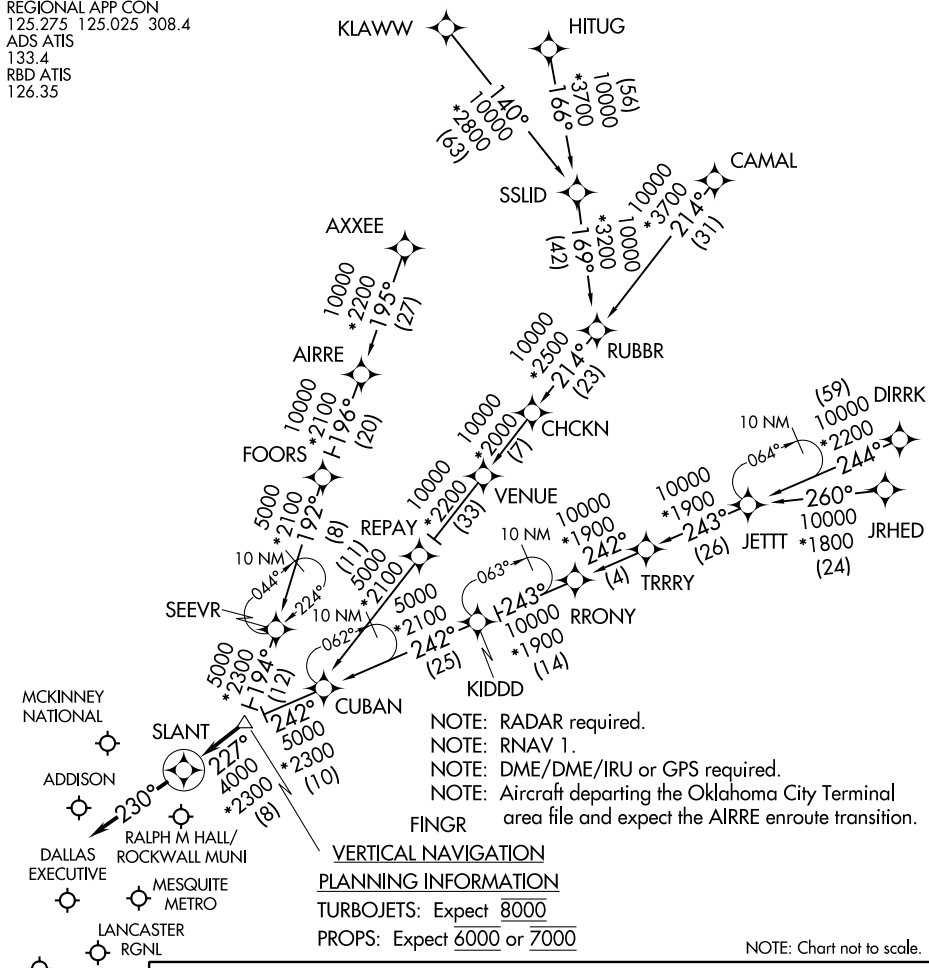 REGIONAL APP CON
125.275 125.025 308.4
ADS ATIS
133.4
RBD ATIS
126.35
KLAWW
HITUG
140°
10000
*2800
(63)
(56)
10000
*3700
166°
CAMAL
SSLID
10000
*3700
214°
(31)
10000
*3200
169°
(42)
AXXEE
10000
*2200
195°
(27)
RUBBR
AIRRE
10000
*2500
214°
(23)
10000
*2100
196°
(20)
CHCKN
10000
*2000
(7)
(59)
10000
*2200
244°
DIRRK
10 NM
064°
FOORS
VENUE
10000
*2200
(33)
5000
*2100
192°
(8)
REPAY
10000
*1900
243°
(26)
260°
10000
*1800
(24)
JETTT
JRHED
10 NM
044°
224°
(11)
5000
*2100
10 NM
063°
10000
*1900
242°
(4)
TRRRY
SEEVR
10 NM
062°
5000
*2100
242°
(25)
243°
10000
*1900
(14)
RRONY
KIDDD
5000
*2300
194°
(12)
CUBAN
242°
5000
*2300
(10)
MCKINNEY
NATIONAL
SLANT
227°
4000
*2300
(8)
NOTE: RADAR required.
NOTE: RNAV 1.
NOTE: DME/DME/IRU or GPS required.
NOTE: Aircraft departing the Oklahoma City Terminal
area file and expect the AIRRE enroute transition.
ADDISON
230°
RALPH M HALL/
ROCKWALL MUNI
FINGR
VERTICAL NAVIGATION
PLANNING INFORMATION
TURBOJETS: Expect 8000
PROPS: Expect 6000 or 7000
DALLAS
EXECUTIVE
MESQUITE
METRO
LANCASTER
RGNL
NOTE: Chart not to scale.